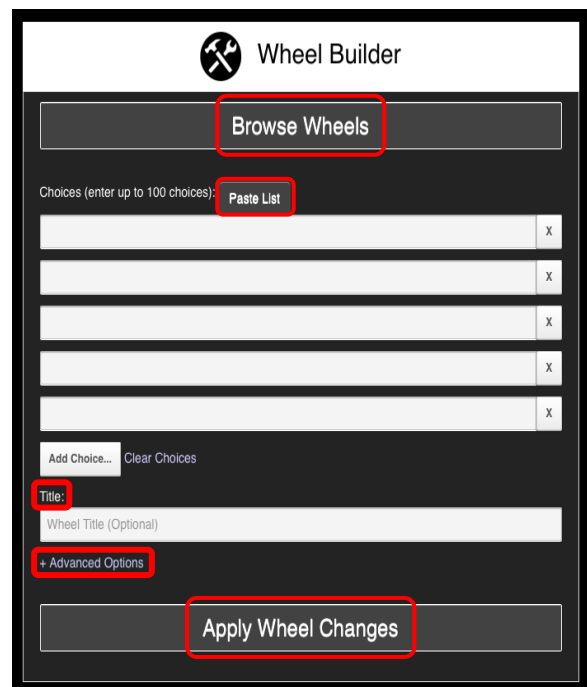 Wheel Builder
Browse Wheels
Choices (enter up to 100 choices): Paste List
X
X
X
X
X
Add Choice... Clear Choices
Title:
Wheel Title (Optional)
+ Advanced Options
Apply Wheel Changes